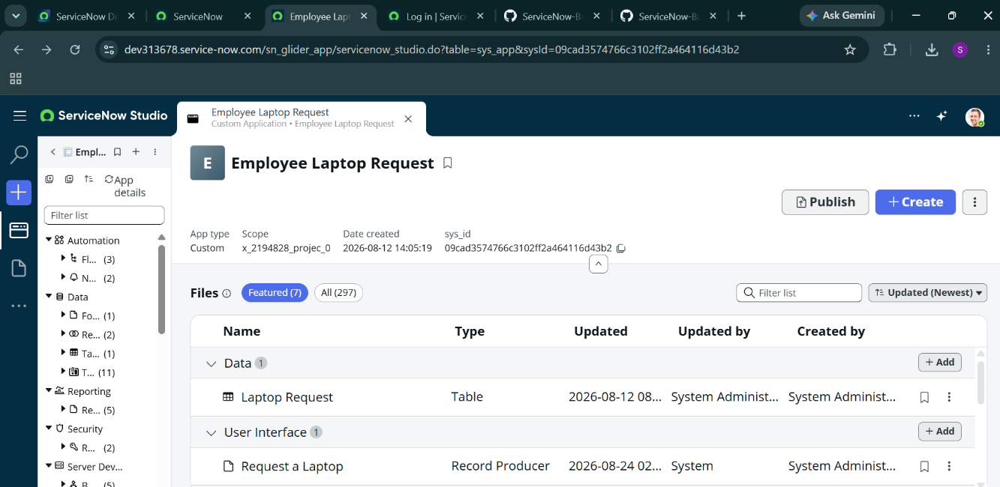 ServiceNow De
ServiceNow
Employee Lapt
Log in | Service
ServiceNow-Ba
ServiceNow-Ba
Ask Gemini
dev313678.service-now.com/sn_glider_app/servicenow_studio.do?table=sys_app&sysId=09cad3574766c3102ff2a464116d43b2
S
ServiceNow Studio
Employee Laptop Request
Custom Application • Employee Laptop Request
Empl...
App details
Filter list
Automation
Fl... (3)
N... (2)
Data
Fo... (1)
Re... (2)
Ta... (1)
T... (11)
Reporting
Re... (5)
Security
R... (2)
Server Dev...
B... (5)
E
Employee Laptop Request
Publish
+ Create
App type Scope Date created sys_id
Custom x_2194828_projec_0 2026-08-12 14:05:19 09cad3574766c3102ff2a464116d43b2
Files Featured (7) All (297) Filter list Updated (Newest)
Name Type Updated Updated by Created by
Data 1 + Add
Laptop Request Table 2026-08-12 08... System Administ... System Administ...
User Interface 1 + Add
Request a Laptop Record Producer 2026-08-24 02... System System Administ...